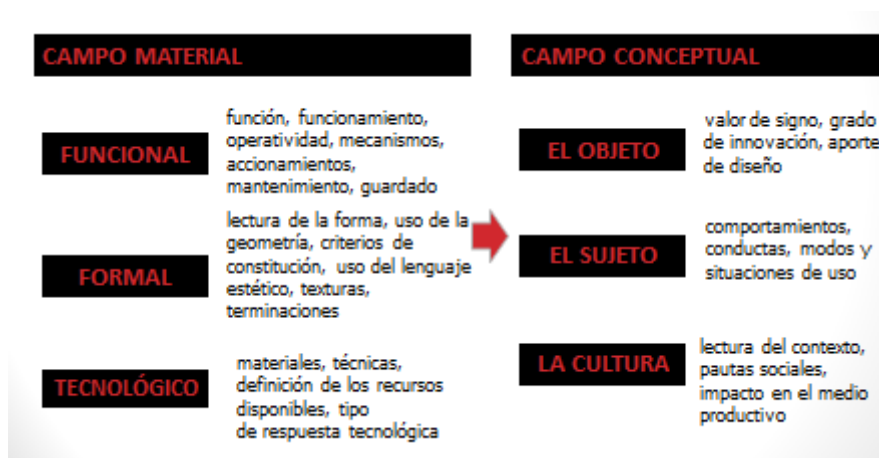 CAMPO MATERIAL
FUNCIONAL
función, funcionamiento,
operatividad, mecanismos,
accionamientos,
mantenimiento, guardado
FORMAL
lectura de la forma, uso de la
geometría, criterios de
constitución, uso del lenguaje
estético, texturas,
terminaciones
TECNOLÓGICO
materiales, técnicas,
definición de los recursos
disponibles, tipo
de respuesta tecnológica
CAMPO CONCEPTUAL
EL OBJETO
valor de signo, grado
de innovación, aporte
de diseño
EL SUJETO
comportamientos,
conductas, modos y
situaciones de uso
LA CULTURA
lectura del contexto,
pautas sociales,
impacto en el medio
productivo